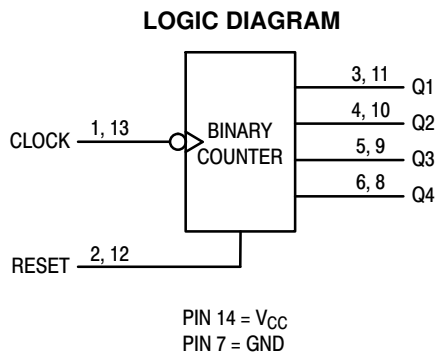 LOGIC DIAGRAM
3, 11
Q1
4, 10
Q2
CLOCK
1, 13
BINARY
COUNTER
5, 9
Q3
6, 8
Q4
RESET
2, 12
PIN 14 = VCC
PIN 7 = GND